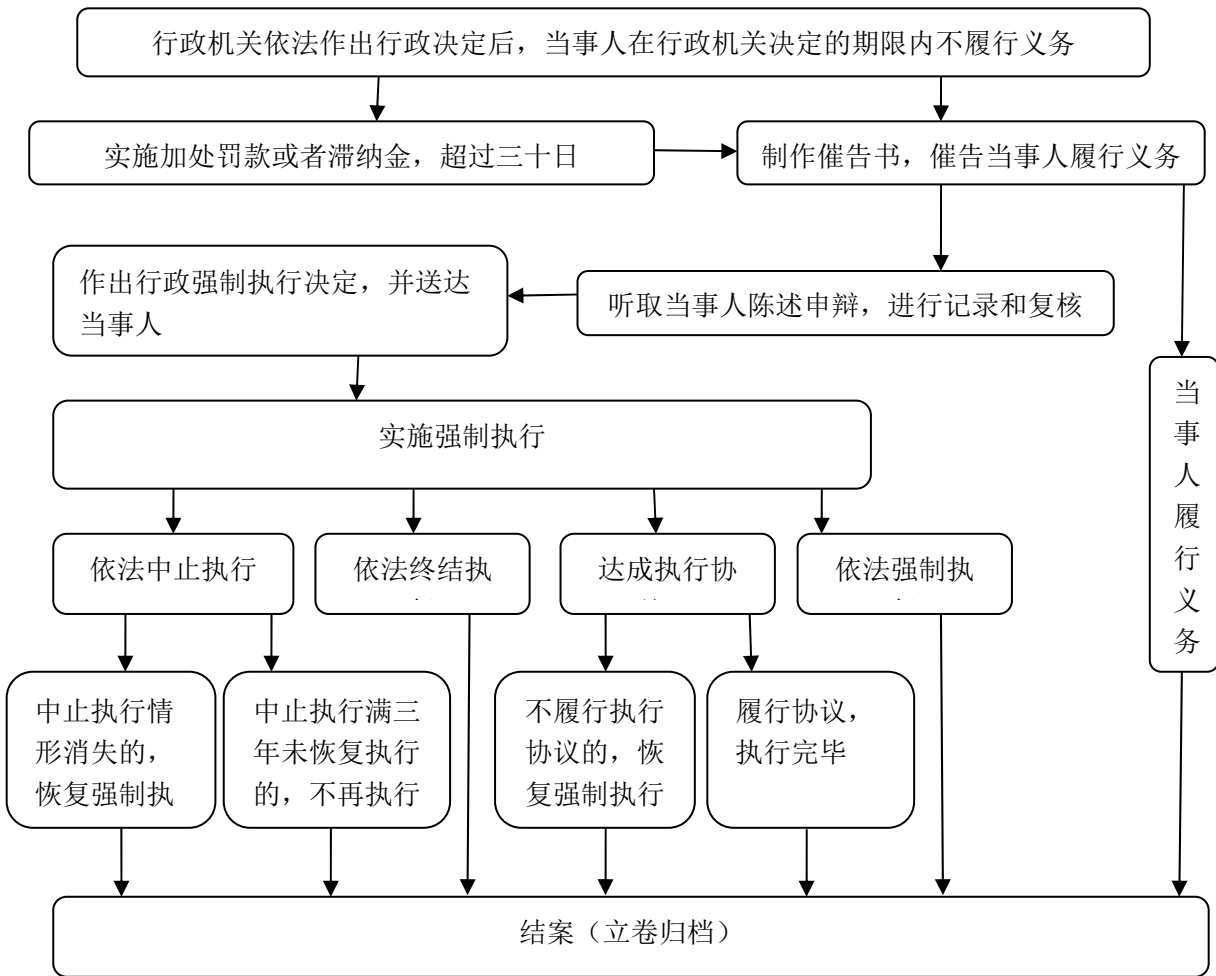 行政机关依法作出行政决定后，当事人在行政机关决定的期限内不履行义务
实施加处罚款或者滞纳金，超过三十日
制作催告书，催告当事人履行义务
作出行政强制执行决定，并送达
当事人
听取当事人陈述申辩，进行记录和复核
实施强制执行
当事人履行义务
依法中止执行
依法终结执
达成执行协
依法强制执
中止执行情
形消失的，
恢复强制执
中止执行满三
年未恢复执行
的，不再执行
不履行执行
协议的，恢
复强制执行
履行协议，
执行完毕
结案（立卷归档）